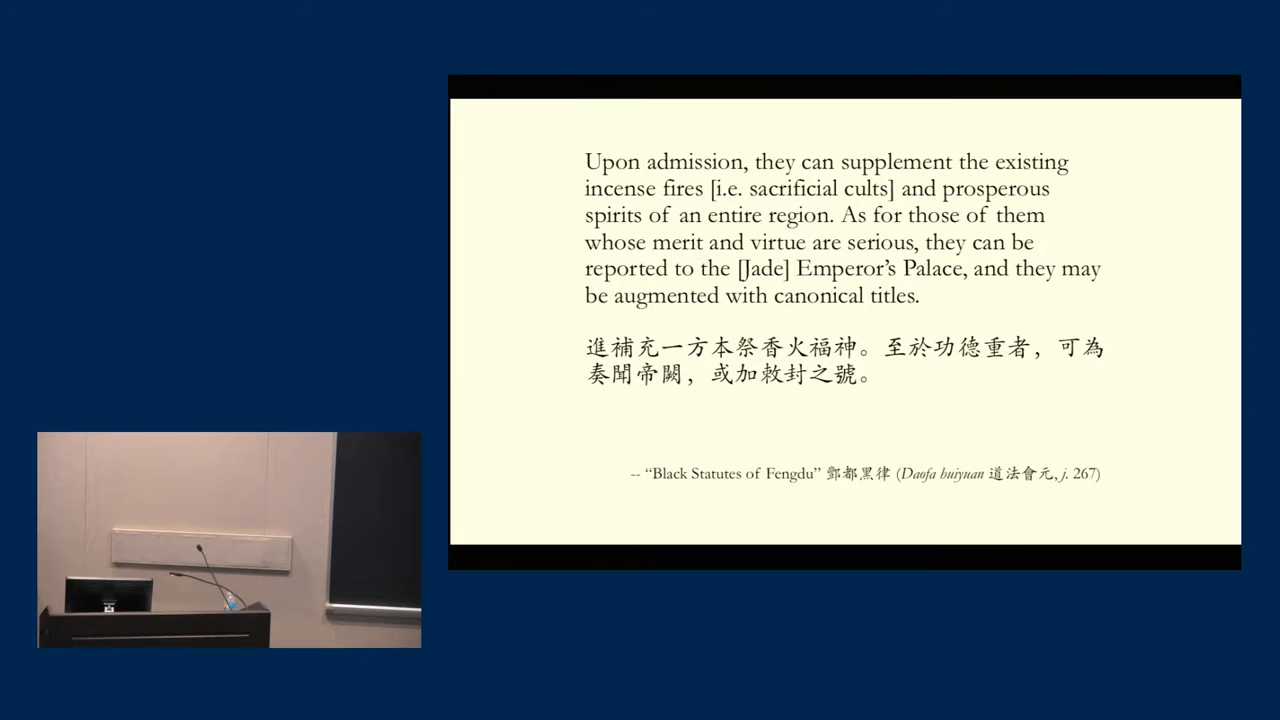 Upon admission, they can supplement the existing
incense fires [i.e. sacrificial cults] and prosperous
spirits of an entire region. As for those of them
whose merit and virtue are serious, they can be
reported to the [Jade] Emperor’s Palace, and they may
be augmented with canonical titles.
進補充一方本祭香火福神。至於功德重者，可為
奏聞帝闕，或加敕封之號。
-- “Black Statutes of Fengdu” 酆都黑律 (Daofa huiyuan 道法會元, j. 267)